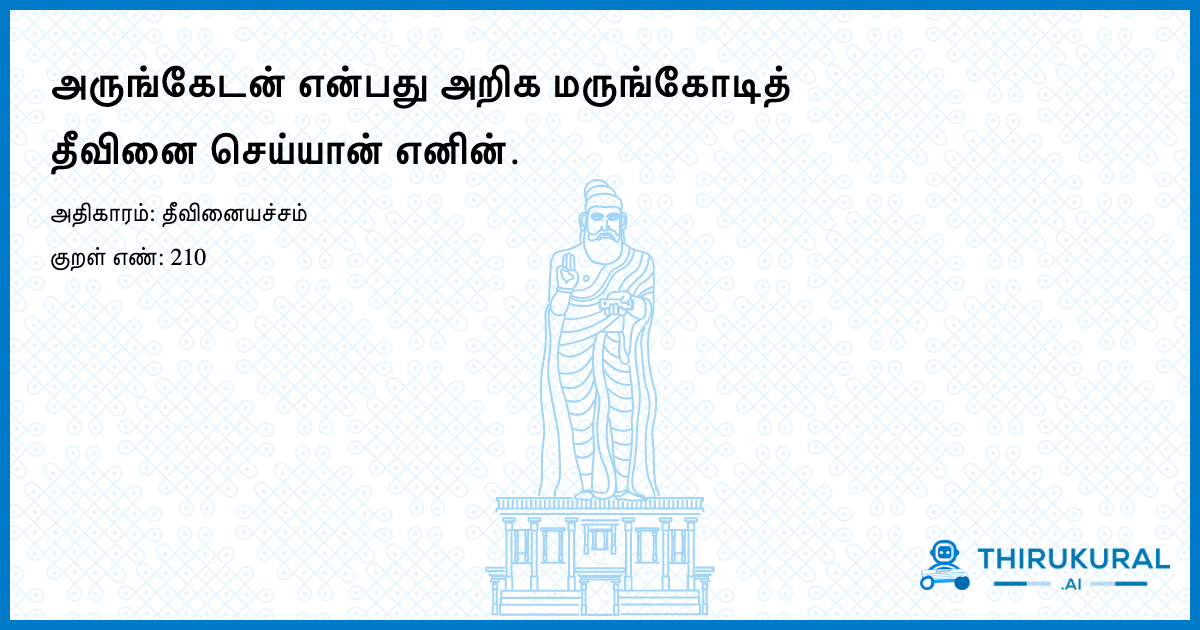 அருங்கேடன் என்பது அறிக மருங்கோடித்
தீவினை செய்யான் எனின்.
அதிகாரம்: தீவினையச்சம்
குறள் எண்: 210
THIRUKURAL
.AI